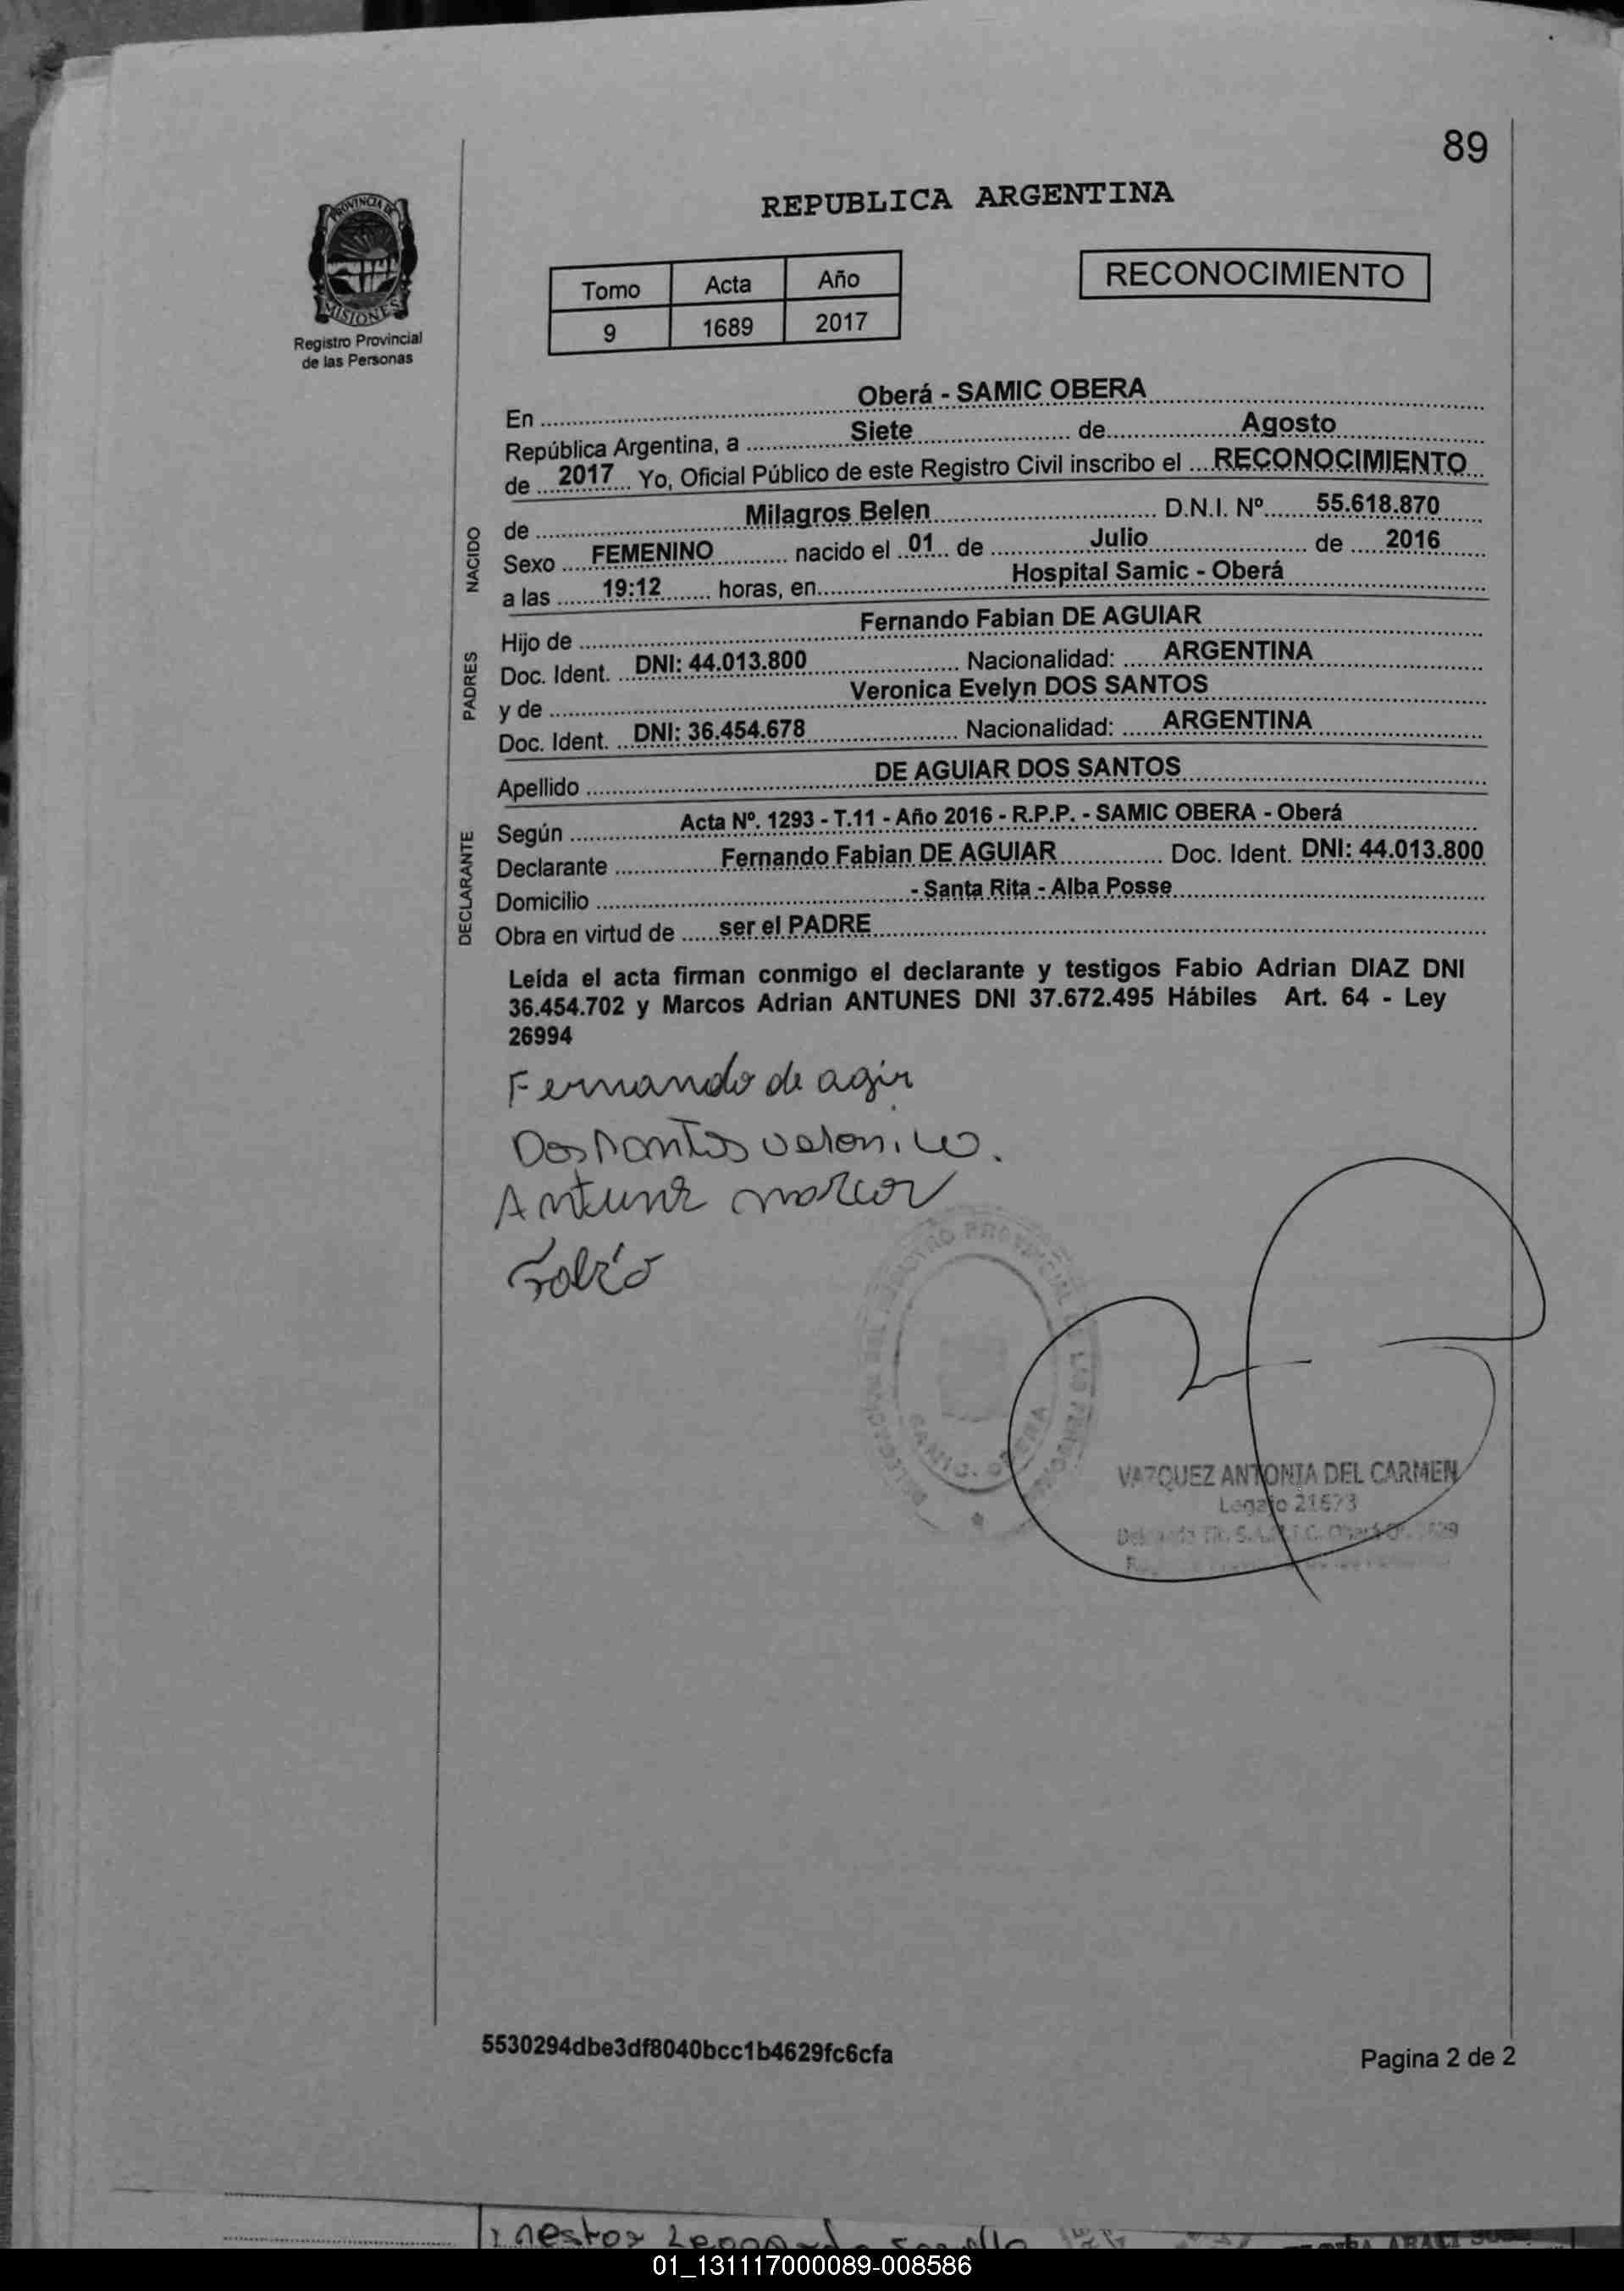 89
REPUBLICA ARGENTINA
PROVINCIA DE
MISIONES
Registro Provincial
de las Personas
Tomo Acta Año
9 1689 2017
RECONOCIMIENTO
En Oberá - SAMIC OBERA
República Argentina, a Siete de Agosto
de 2017 Yo, Oficial Público de este Registro Civil inscribo el RECONOCIMIENTO
NACIDO
de Milagros Belen D.N.I. Nº 55.618.870
Sexo FEMENINO nacido el 01 de Julio de 2016
a las 19:12 horas, en Hospital Samic - Oberá
PADRES
Hijo de Fernando Fabian DE AGUIAR
Doc. Ident. DNI: 44.013.800 Nacionalidad: ARGENTINA
y de Veronica Evelyn DOS SANTOS
Doc. Ident. DNI: 36.454.678 Nacionalidad: ARGENTINA
Apellido DE AGUIAR DOS SANTOS
DECLARANTE
Según Acta Nº. 1293 - T.11 - Año 2016 - R.P.P. - SAMIC OBERA - Oberá
Declarante Fernando Fabian DE AGUIAR Doc. Ident. DNI: 44.013.800
Domicilio - Santa Rita - Alba Posse
Obra en virtud de ser el PADRE
Leída el acta firman conmigo el declarante y testigos Fabio Adrian DIAZ DNI
36.454.702 y Marcos Adrian ANTUNES DNI 37.672.495 Hábiles Art. 64 - Ley
26994
Fernando de agir
Dos Santos veronica.
Antunez marcos
Fabio
VAZQUEZ ANTONIA DEL CARMEN
Legajo 21673
5530294dbe3df8040bcc1b4629fc6cfa
Pagina 2 de 2
nestor
01_131117000089-008586